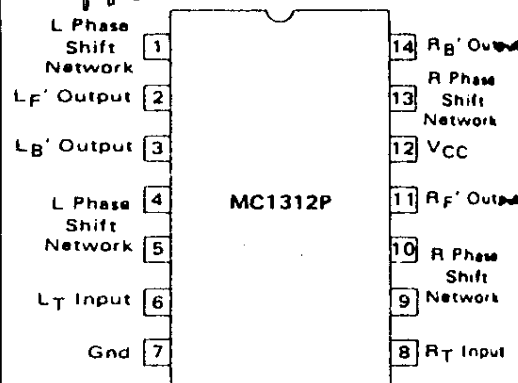 L Phase
Shift
Network
1
LF' Output
2
LB' Output
3
L Phase
Shift
Network
4
5
LT Input
6
Gnd
7
MC1312P
14
RB' Output
13
R Phase
Shift
Network
12
VCC
11
RF' Output
10
R Phase
Shift
Network
9
8
RT Input